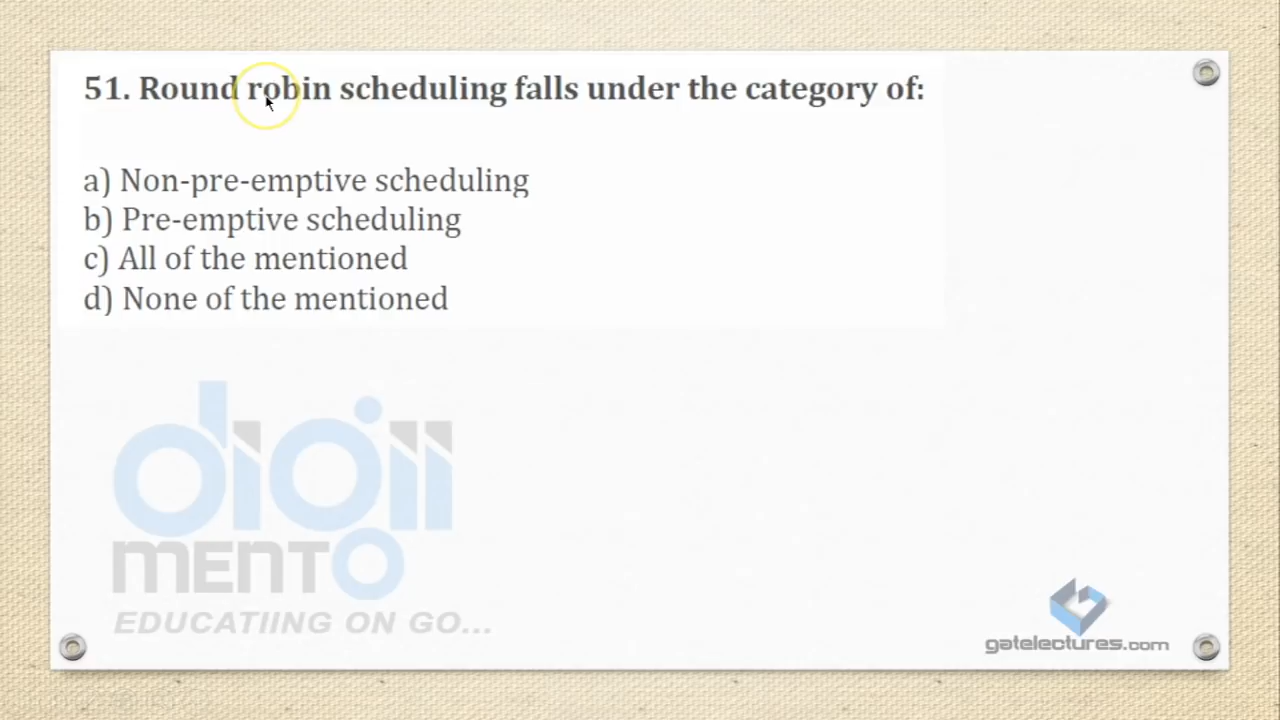 51. Round robin scheduling falls under the category of:
a) Non-pre-emptive scheduling
b) Pre-emptive scheduling
c) All of the mentioned
d) None of the mentioned
digii
MENTO
EDUCATIING ON GO...
gatelectures.com